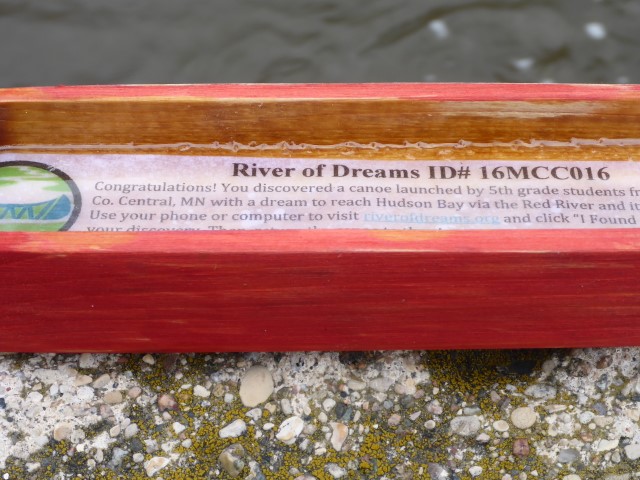 River of Dreams ID# 16MCC016
Congratulations! You discovered a canoe launched by 5th grade students
Co. Central, MN with a dream to reach Hudson Bay via the Red River and
Use your phone or computer to visit riverofdreams.org and click "I Found
your discovery.